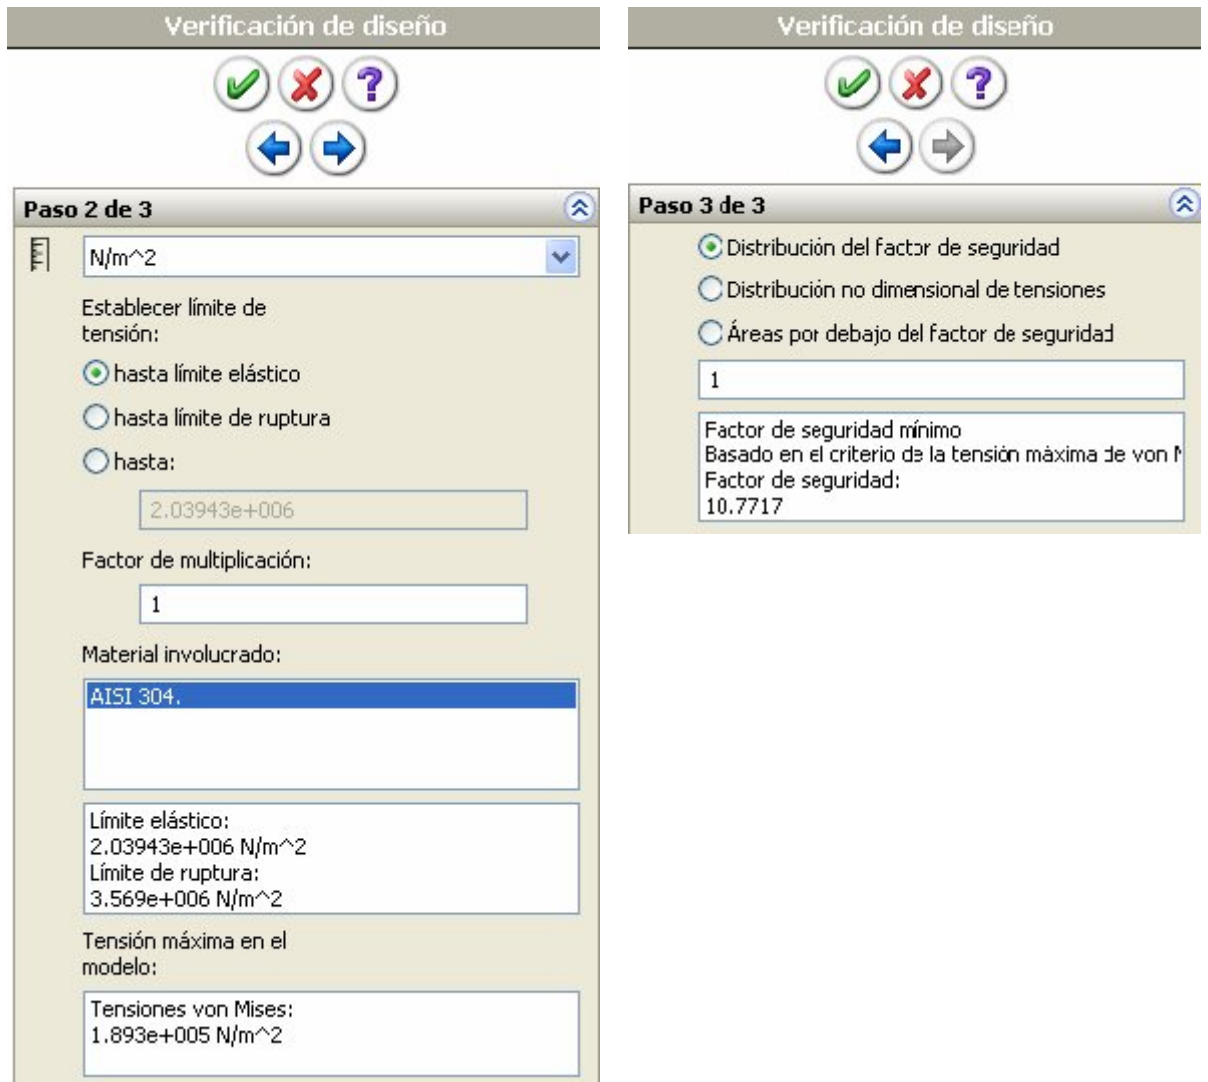 Verificación de diseño
Paso 2 de 3
N/m^2
Establecer límite de
tensión:
hasta límite elástico
hasta límite de ruptura
hasta:
2.03943e+006
Factor de multiplicación:
1
Material involucrado:
AISI 304.
Límite elástico:
2.03943e+006 N/m^2
Límite de ruptura:
3.569e+006 N/m^2
Tensión máxima en el
modelo:
Tensiones von Mises:
1.893e+005 N/m^2
Verificación de diseño
Paso 3 de 3
Distribución del factor de seguridad
Distribución no dimensional de tensiones
Áreas por debajo del factor de seguridad
1
Factor de seguridad mínimo
Basado en el criterio de la tensión máxima de von
Factor de seguridad:
10.7717